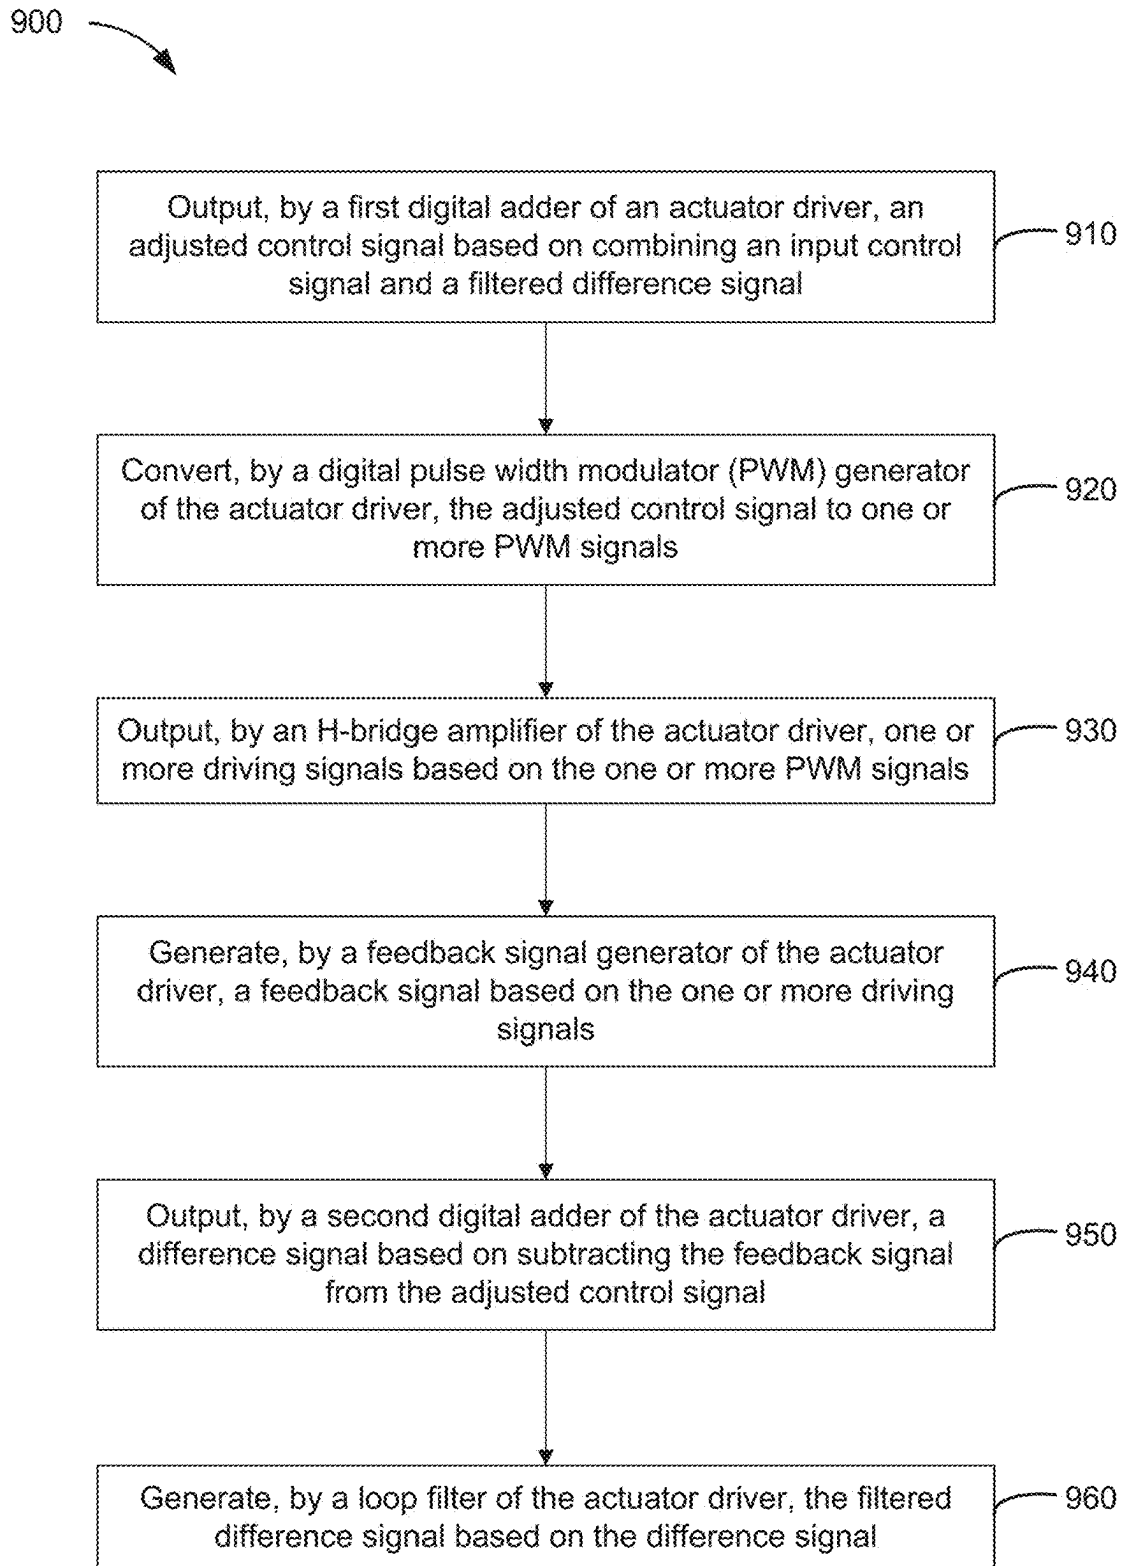 900
Output, by a first digital adder of an actuator driver, an
adjusted control signal based on combining an input control
signal and a filtered difference signal
910
Convert, by a digital pulse width modulator (PWM) generator
of the actuator driver, the adjusted control signal to one or
more PWM signals
920
Output, by an H-bridge amplifier of the actuator driver, one or
more driving signals based on the one or more PWM signals
930
Generate, by a feedback signal generator of the actuator
driver, a feedback signal based on the one or more driving
signals
940
Output, by a second digital adder of the actuator driver, a
difference signal based on subtracting the feedback signal
from the adjusted control signal
950
Generate, by a loop filter of the actuator driver, the filtered
difference signal based on the difference signal
960